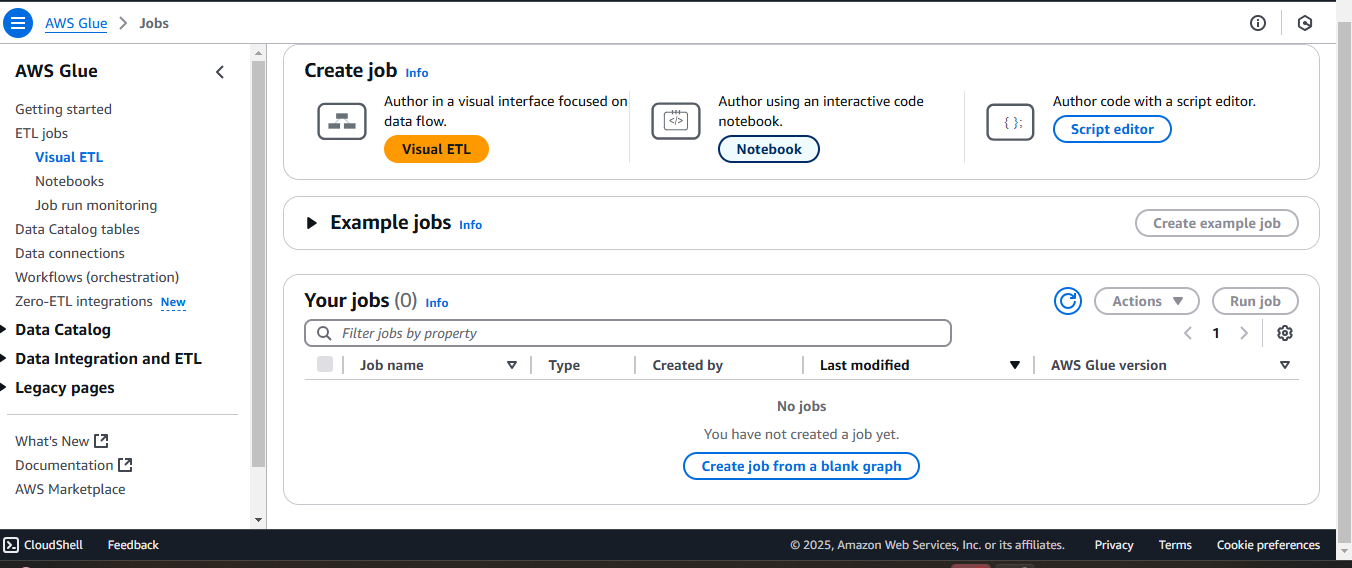 AWS Glue > Jobs
AWS Glue
Getting started
ETL jobs
Visual ETL
Notebooks
Job run monitoring
Data Catalog tables
Data connections
Workflows (orchestration)
Zero-ETL integrations New
Data Catalog
Data Integration and ETL
Legacy pages
What's New
Documentation
AWS Marketplace
Create job Info
Author in a visual interface focused on
data flow.
Visual ETL
Author using an interactive code
notebook.
Notebook
Author code with a script editor.
Script editor
Example jobs Info
Create example job
Your jobs (0) Info
Actions
Run job
Filter jobs by property
1
Job name Type Created by Last modified AWS Glue version
No jobs
You have not created a job yet.
Create job from a blank graph
CloudShell Feedback © 2025, Amazon Web Services, Inc. or its affiliates. Privacy Terms Cookie preferences